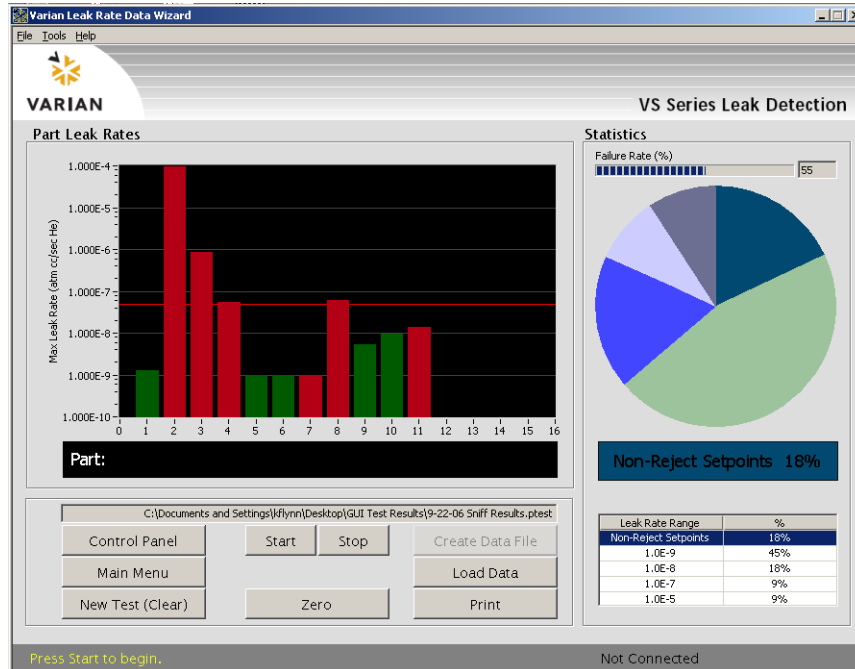 Varian Leak Rate Data Wizard
File Tools Help
VARIAN
VS Series Leak Detection
Part Leak Rates
Max Leak Rate (atm cc/sec He)
1.000E-4
1.000E-5
1.000E-6
1.000E-7
1.000E-8
1.000E-9
1.000E-10
0 1 2 3 4 5 6 7 8 9 10 11 12 13 14 15 16
Part:
Statistics
Failure Rate (%)
55
Non-Reject Setpoints 18%
Leak Rate Range %
Non-Reject Setpoints 18%
1.0E-9 45%
1.0E-8 18%
1.0E-7 9%
1.0E-5 9%
C:\Documents and Settings\kflynn\Desktop\GUI Test Results\9-22-06 Sniff Results.ptest
Control Panel Start Stop Create Data File
Main Menu Load Data
New Test (Clear) Zero Print
Press Start to begin. Not Connected